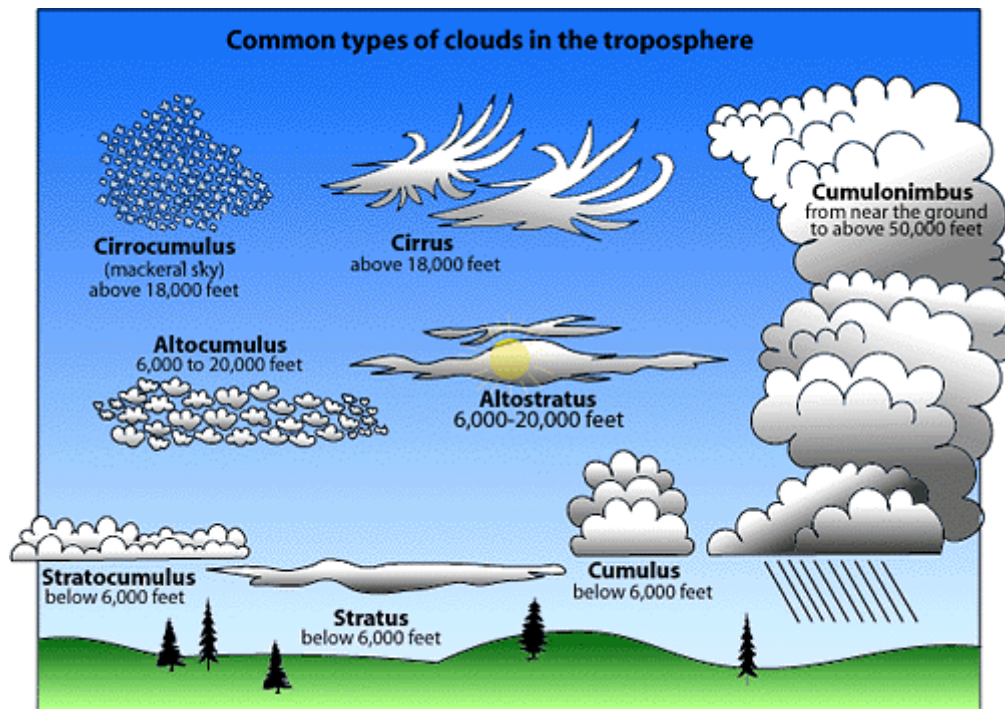 Common types of clouds in the troposphere
Cirrocumulus
(mackeral sky)
above 18,000 feet
Cirrus
above 18,000 feet
Cumulonimbus
from near the ground
to above 50,000 feet
Altocumulus
6,000 to 20,000 feet
Altostratus
6,000-20,000 feet
Stratocumulus
below 6,000 feet
Stratus
below 6,000 feet
Cumulus
below 6,000 feet